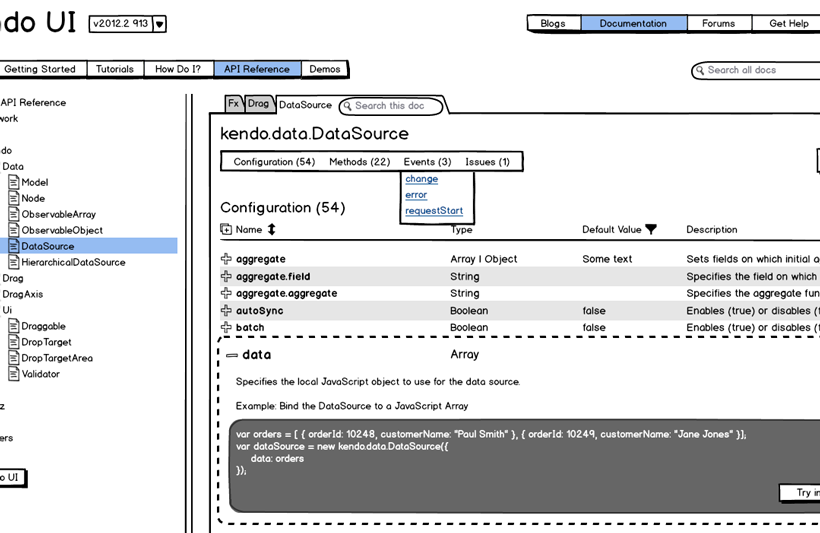 do UI
v2012.2 913
Blogs Documentation Forums Get Help
Getting Started Tutorials How Do I? API Reference Demos
Search all docs
API Reference
work
ndo
Data
Model
Node
ObservableArray
ObservableObject
DataSource
HierarchicalDataSource
Drag
DragAxis
Ui
Draggable
DropTarget
DropTargetArea
Validator
z
ers
o UI
Fx Drag DataSource Search this doc
kendo.data.DataSource
Configuration (54) Methods (22) Events (3) Issues (1)
change
error
requestStart
Configuration (54)
Name Type Default Value Description
aggregate Array | Object Some text Sets fields on which initial a
aggregate.field String Specifies the field on which
aggregate.aggregate String Specifies the aggregate fun
autoSync Boolean false Enables (true) or disables (f
batch Boolean false Enables (true) or disables (f
data Array
Specifies the local JavaScript object to use for the data source.
Example: Bind the DataSource to a JavaScript Array
var orders = [ { orderId: 10248, customerName: "Paul Smith" }, { orderId: 10249, customerName: "Jane Jones" }];
var dataSource = new kendo.data.DataSource({
data: orders
});
Try in